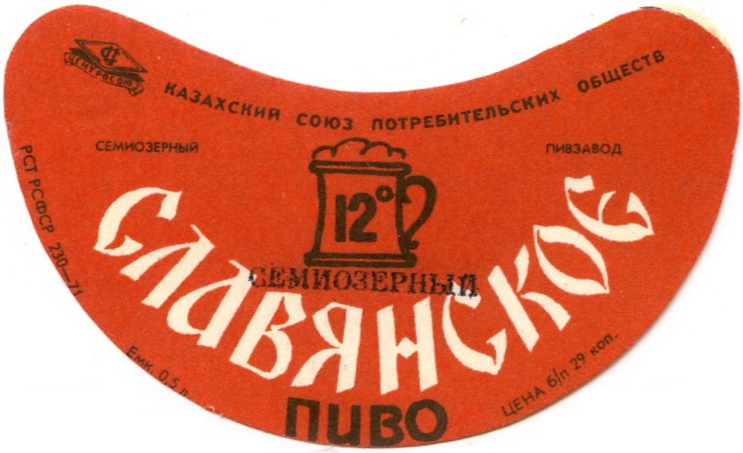 ЦЕНТРОСОЮЗ
КАЗАХСКИЙ СОЮЗ ПОТРЕБИТЕЛЬСКИХ ОБЩЕСТВ
СЕМИОЗЕРНЫЙ ПИВЗАВОД
РСТ РСФСР 230—71
12°
СЕМИОЗЕРНЫЙ
СЛАВЯНСКОЕ
ПИВО
Емк. 0,5 л
ЦЕНА б/п 29 коп.